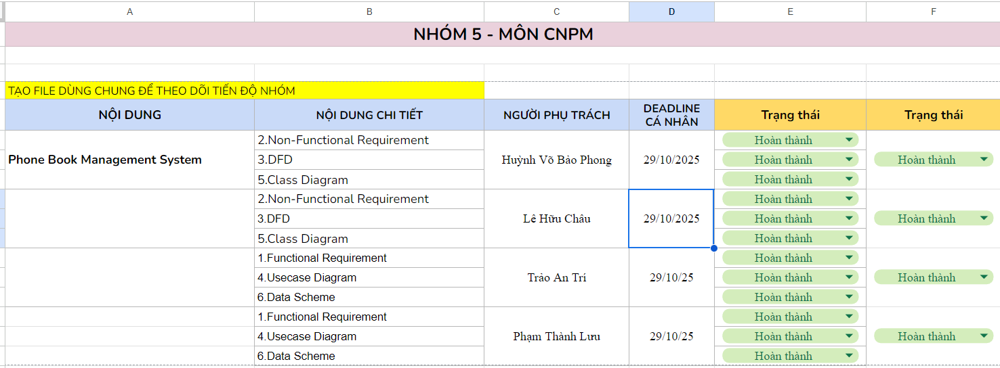 A B C D E F
NHÓM 5 - MÔN CNPM
TẠO FILE DÙNG CHUNG ĐỂ THEO DÕI TIẾN ĐỘ NHÓM
NỘI DUNG NỘI DUNG CHI TIẾT NGƯỜI PHỤ TRÁCH DEADLINE CÁ NHÂN Trạng thái Trạng thái
2.Non-Functional Requirement Hoàn thành
Phone Book Management System 3.DFD Huỳnh Võ Bảo Phong 29/10/2025 Hoàn thành Hoàn thành
5.Class Diagram Hoàn thành
2.Non-Functional Requirement Hoàn thành
3.DFD Lê Hữu Châu 29/10/2025 Hoàn thành Hoàn thành
5.Class Diagram Hoàn thành
1.Functional Requirement Hoàn thành
4.Usecase Diagram Trảo An Trí 29/10/25 Hoàn thành Hoàn thành
6.Data Scheme Hoàn thành
1.Functional Requirement Hoàn thành
4.Usecase Diagram Phạm Thành Lưu 29/10/25 Hoàn thành Hoàn thành
6.Data Scheme Hoàn thành